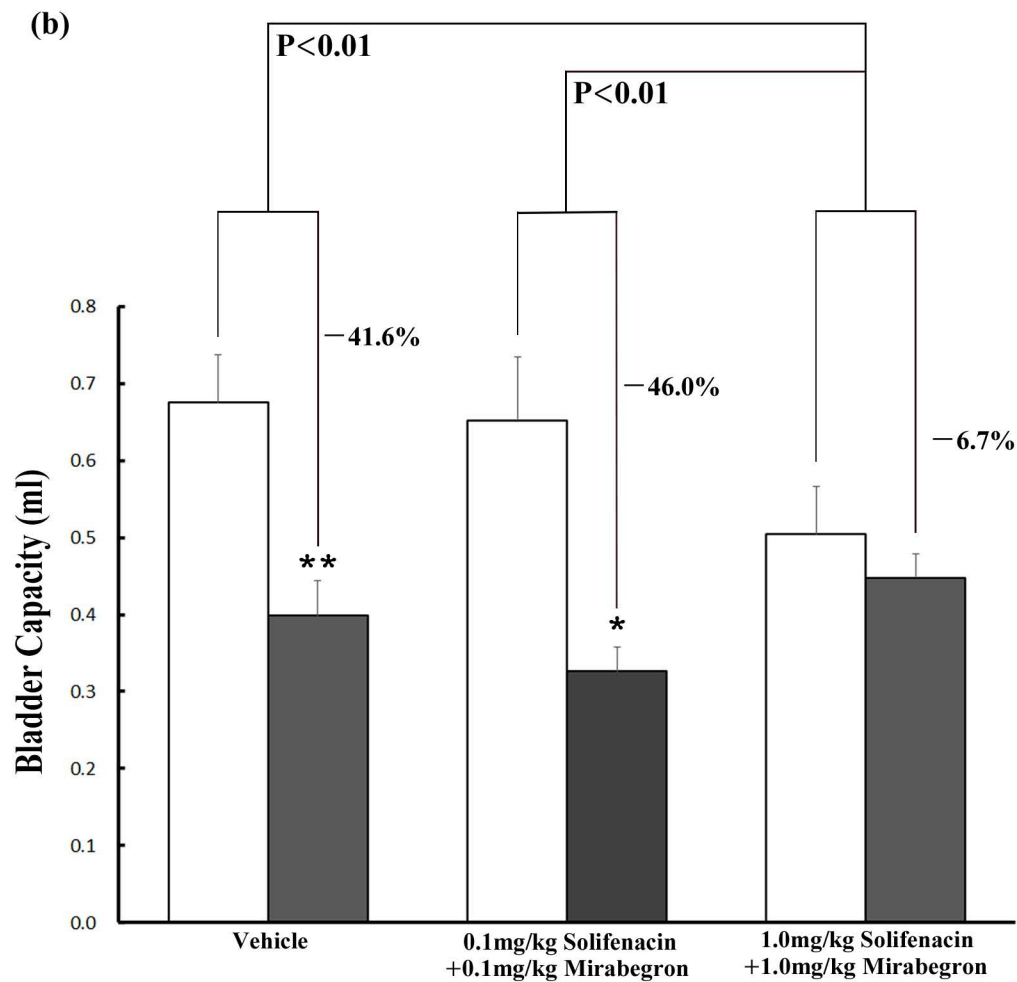 (b)
P<0.01
P<0.01
0.8
－41.6%
0.7
－46.0%
－6.7%
0.6
0.5
**
0.4
*
0.3
0.2
0.1
0.0
Bladder Capacity (ml)
Vehicle
0.1mg/kg Solifenacin
+0.1mg/kg Mirabegron
1.0mg/kg Solifenacin
+1.0mg/kg Mirabegron